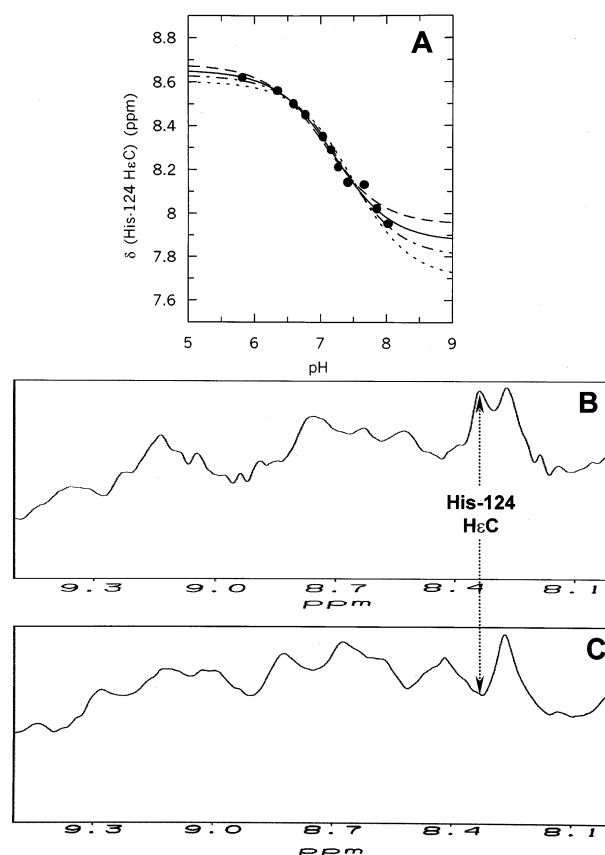 A
8.8
8.6
8.4
8.2
8
7.8
7.6
δ (His-124 HεC) (ppm)
5 6 7 8 9
pH
B
His-124
HεC
9.3 9.0 8.7 8.4 8.1
ppm
C
9.3 9.0 8.7 8.4 8.1
ppm